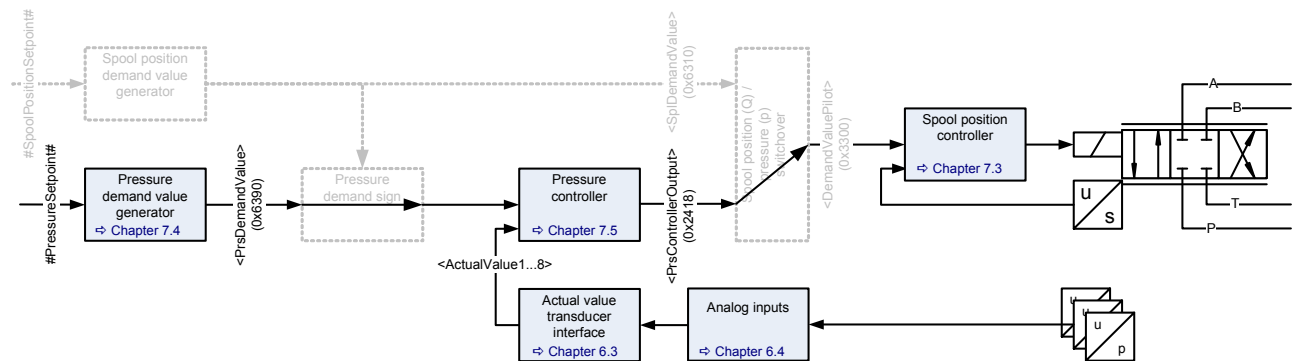 Spool position
demand value
generator
#SpoolPositionSetpoint#
<SplDemandValue>
(0x6310)
Spool position (Q) /
pressure (p)
switchover
<DemandValuePilot>
(0x3300)
Spool position
controller
⇨ Chapter 7.3
A
B
T
P
u
s
#PressureSetpoint#
Pressure
demand value
generator
⇨ Chapter 7.4
<PrsDemandValue>
(0x6390)
Pressure
demand sign
Pressure
controller
⇨ Chapter 7.5
<PrsControllerOutput>
(0x2418)
<ActualValue1...8>
Actual value
transducer
interface
⇨ Chapter 6.3
Analog inputs
⇨ Chapter 6.4
u
u
u
p